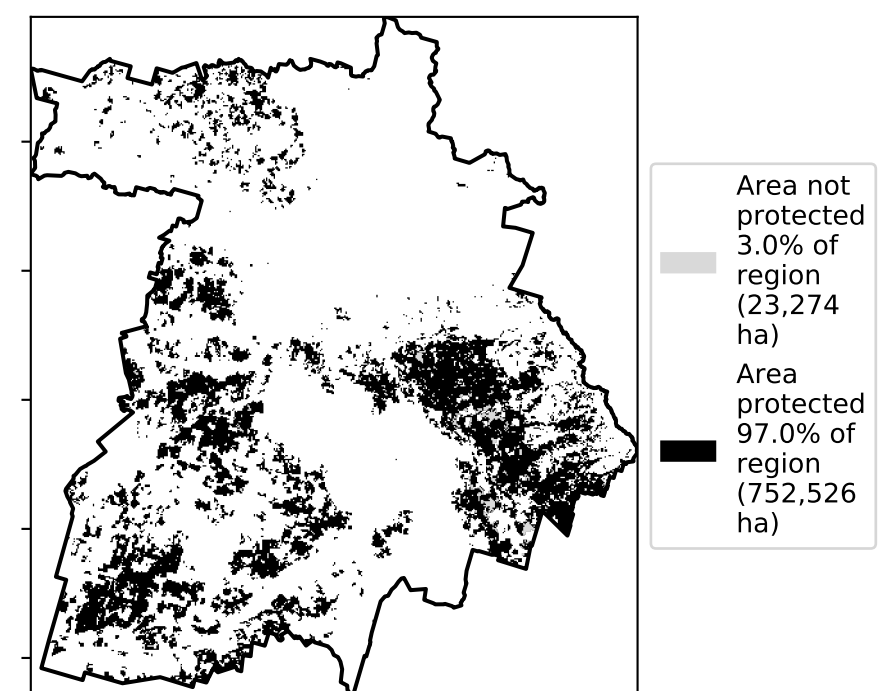 Area not
protected
3.0% of
region
(23,274
ha)
Area
protected
97.0% of
region
(752,526
ha)